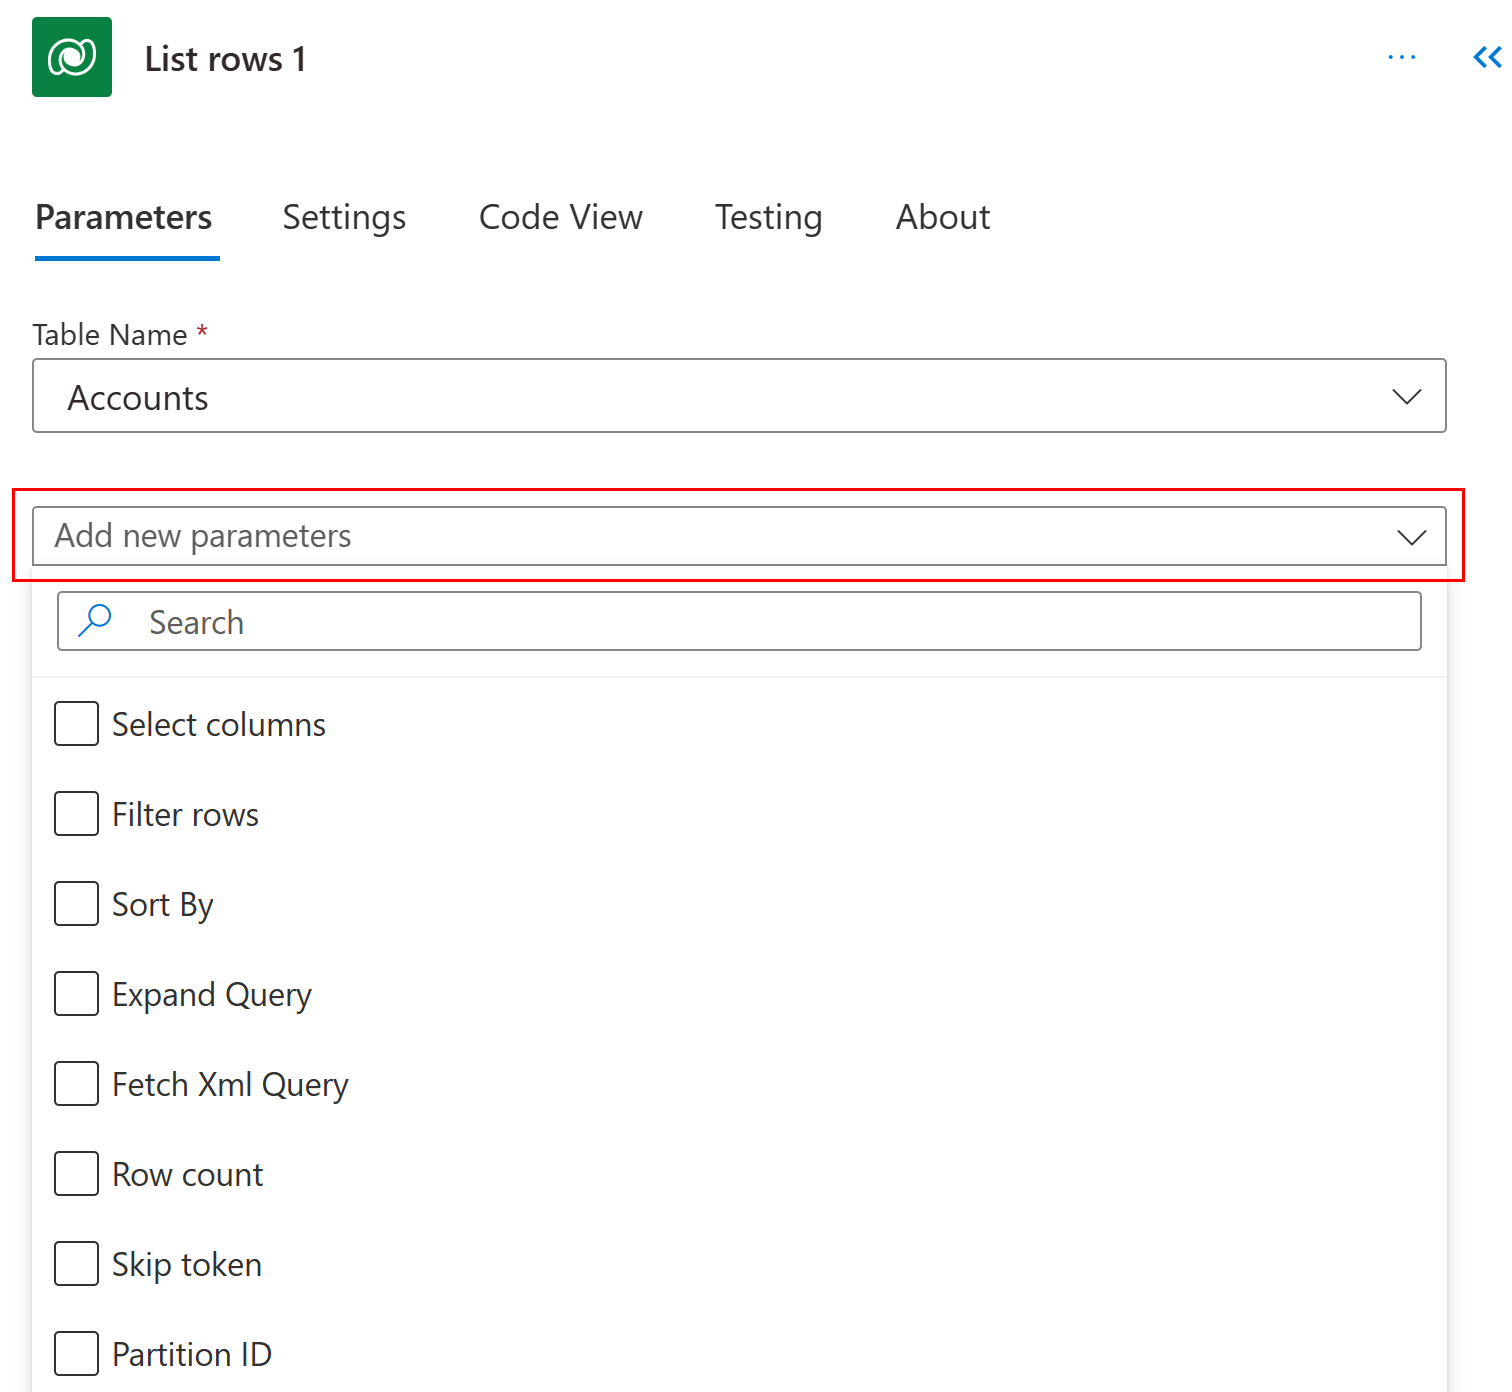 List rows 1
Parameters Settings Code View Testing About
Table Name *
Accounts
Add new parameters
Search
Select columns
Filter rows
Sort By
Expand Query
Fetch Xml Query
Row count
Skip token
Partition ID